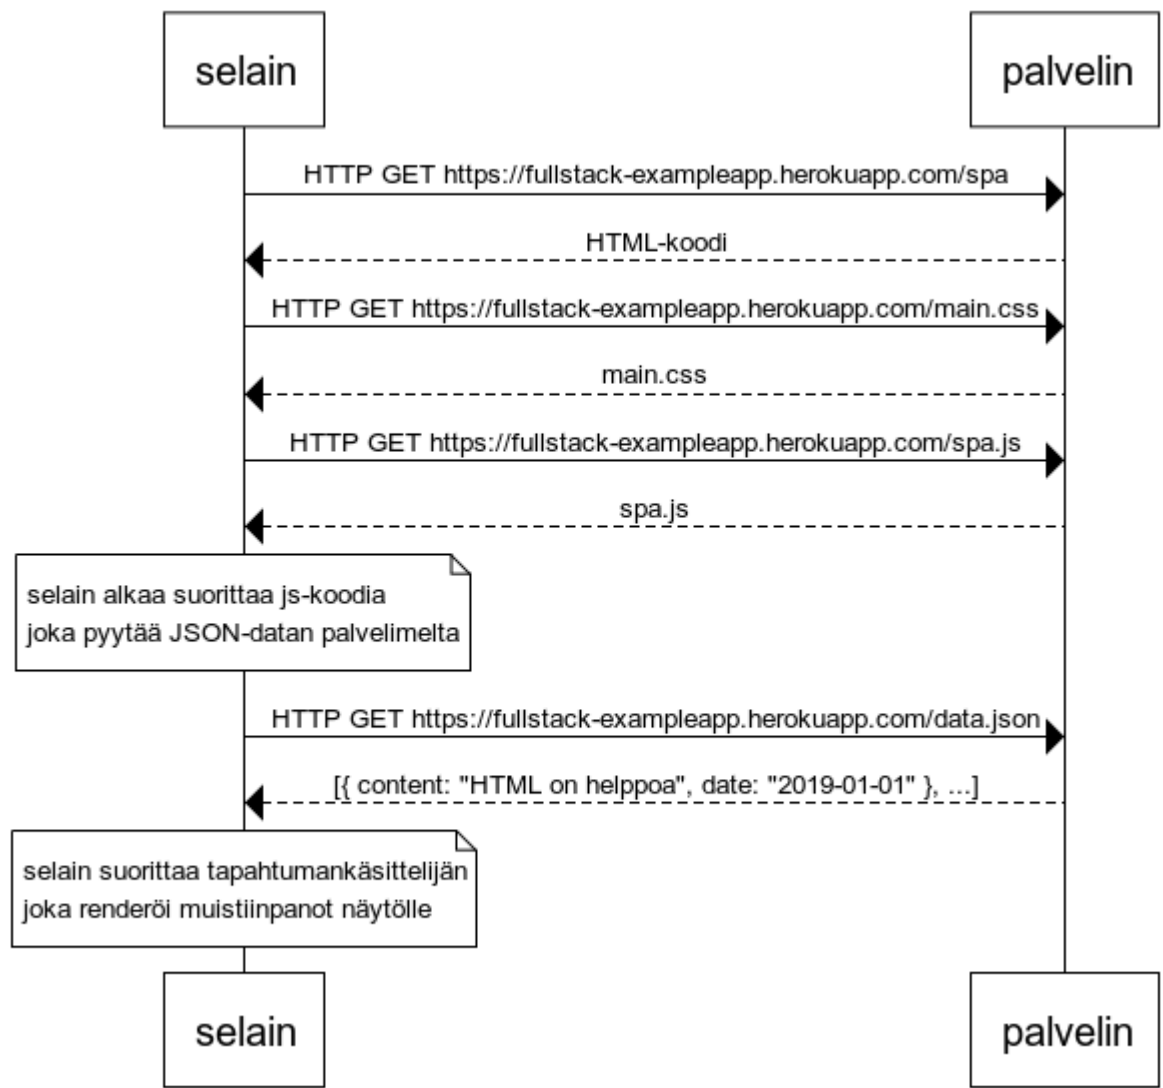 selain
palvelin
HTTP GET https://fullstack-exampleapp.herokuapp.com/spa
HTML-koodi
HTTP GET https://fullstack-exampleapp.herokuapp.com/main.css
main.css
HTTP GET https://fullstack-exampleapp.herokuapp.com/spa.js
spa.js
selain alkaa suorittaa js-koodia
joka pyytää JSON-datan palvelimelta
HTTP GET https://fullstack-exampleapp.herokuapp.com/data.json
[{ content: "HTML on helppoa", date: "2019-01-01" }, ...]
selain suorittaa tapahtumankäsittelijän
joka renderöi muistiinpanot näytölle
selain
palvelin